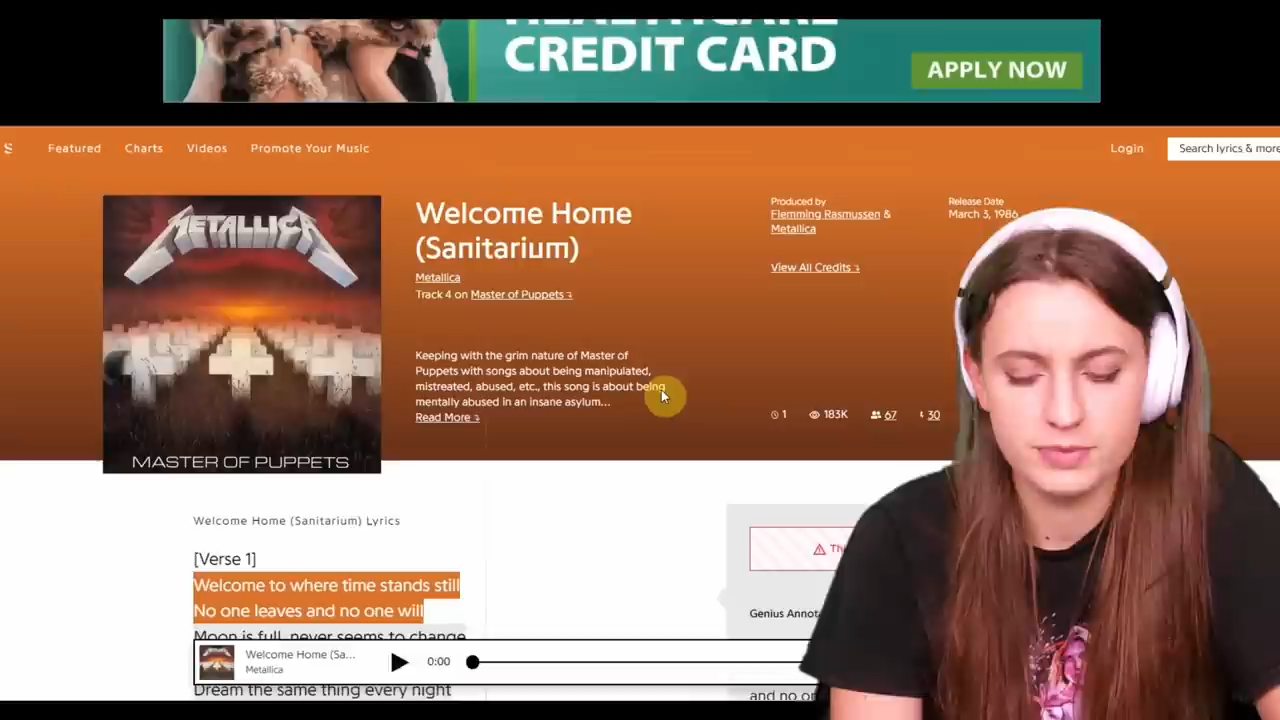 CREDIT CARD
APPLY NOW
S
Featured
Charts
Videos
Promote Your Music
Login
Search lyrics & more
METALLICA
MASTER OF PUPPETS
Welcome Home
(Sanitarium)
Metallica
Track 4 on Master of Puppets
Keeping with the grim nature of Master of
Puppets with songs about being manipulated,
mistreated, abused, etc., this song is about being
mentally abused in an insane asylum...
Read More
Produced by
Flemming Rasmussen &
Metallica
View All Credits
Release Date
March 3, 1986
1
183K
67
30
Welcome Home (Sanitarium) Lyrics
[Verse 1]
Welcome to where time stands still
No one leaves and no one will
Moon is full, never seems to change
Dream the same thing every night
Welcome Home (Sa...
Metallica
0:00
Genius Annot
and no on